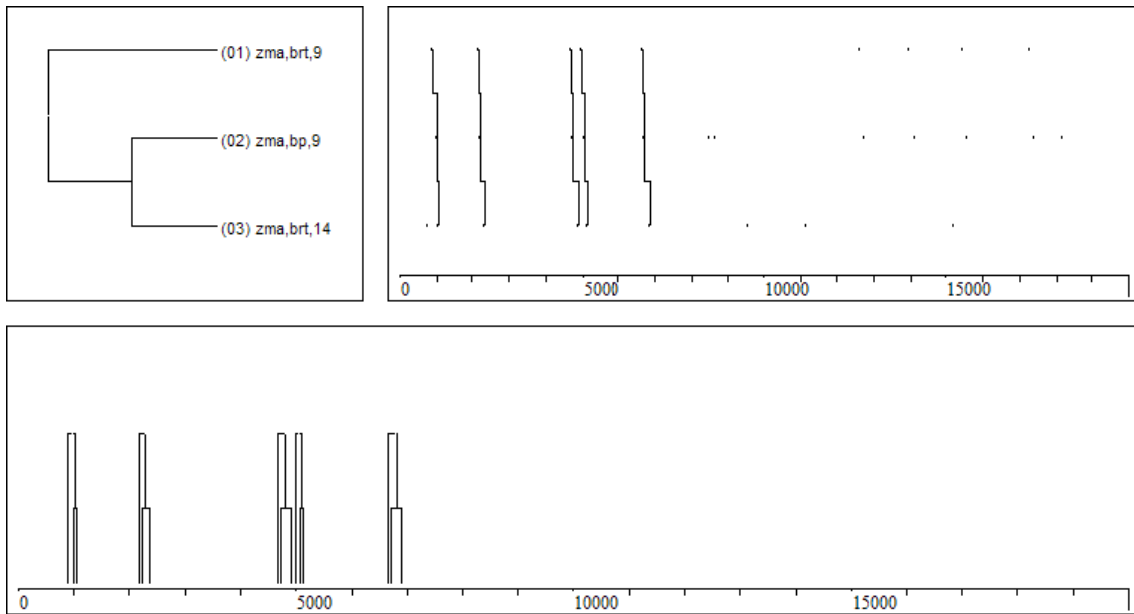 (01) zma,brt,9
(02) zma,bp,9
(03) zma,brt,14
0 5000 10000 15000
0 5000 10000 15000